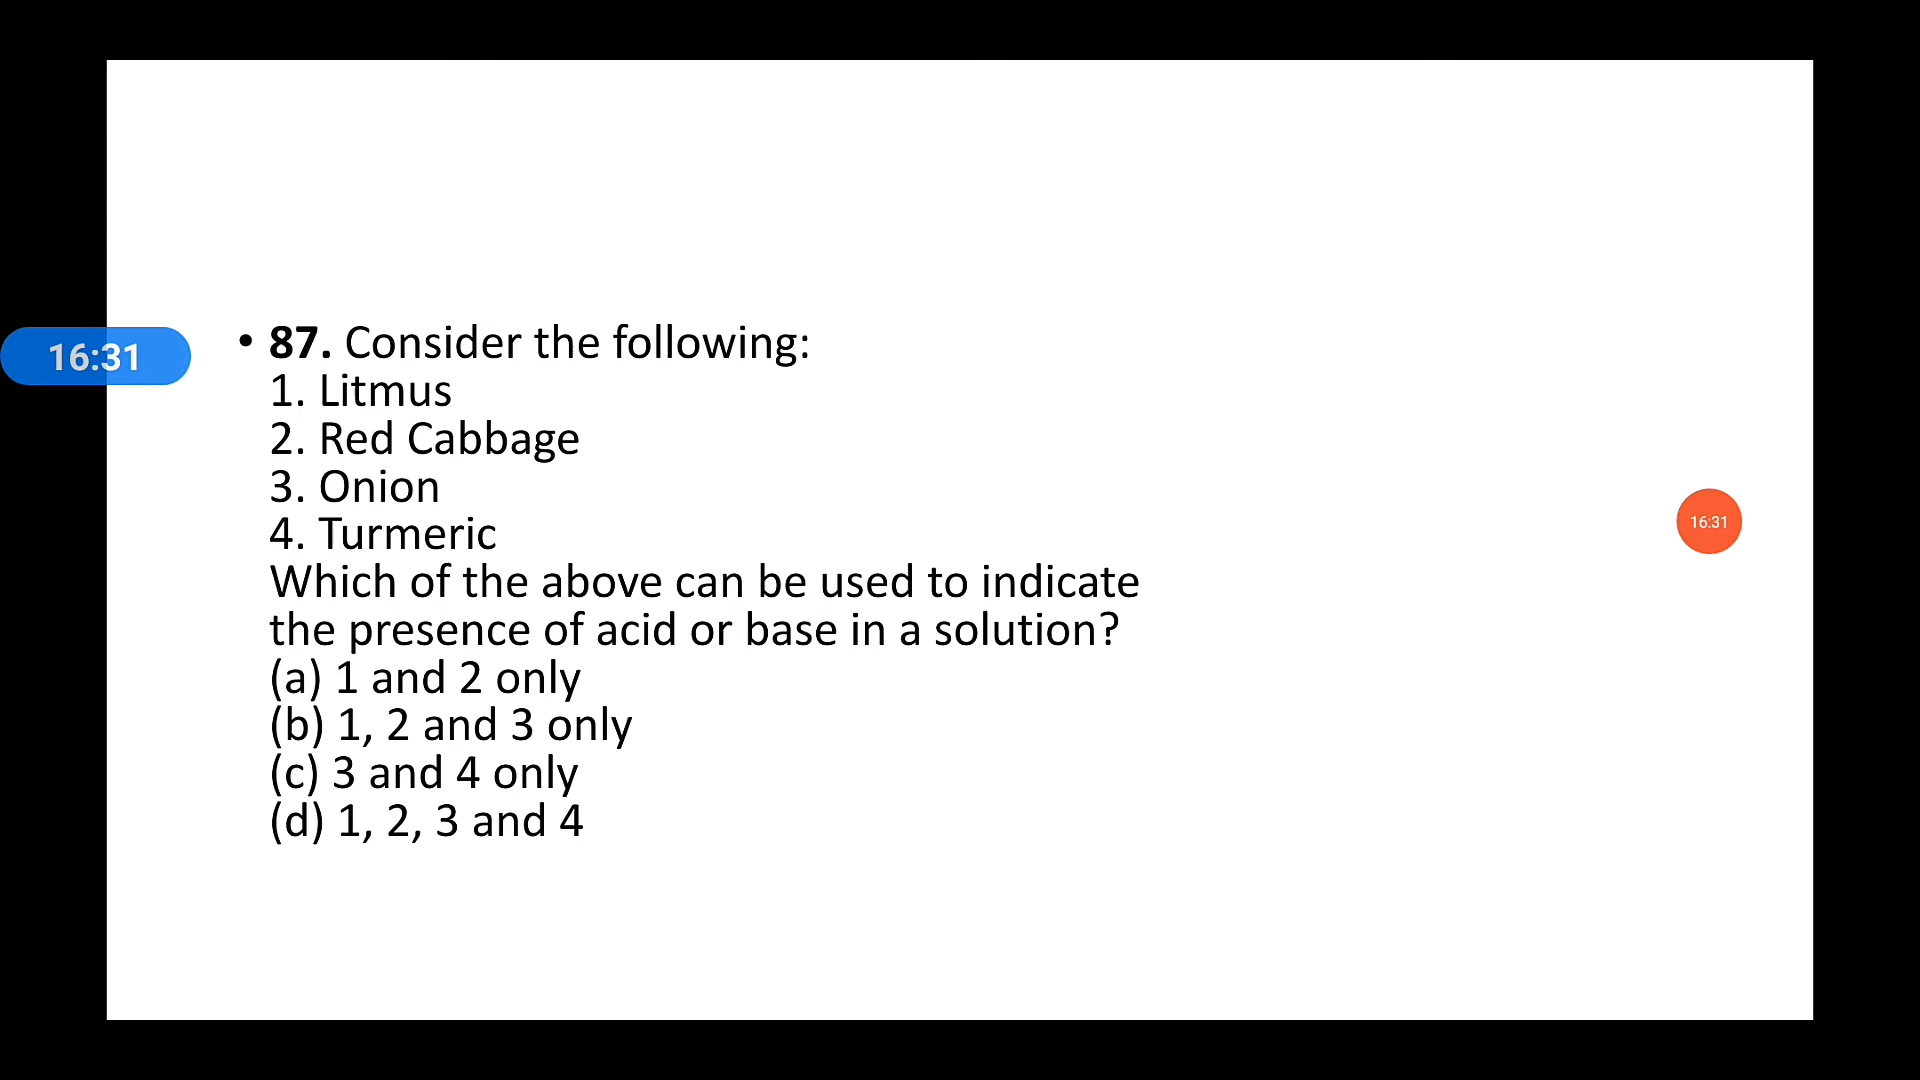 • 87. Consider the following:
16:31
1. Litmus
2. Red Cabbage
3. Onion
16:31
4. Turmeric
Which of the above can be used to indicate
the presence of acid or base in a solution?
(a) 1 and 2 only
(b) 1, 2 and 3 only
(c) 3 and 4 only
(d) 1, 2, 3 and 4